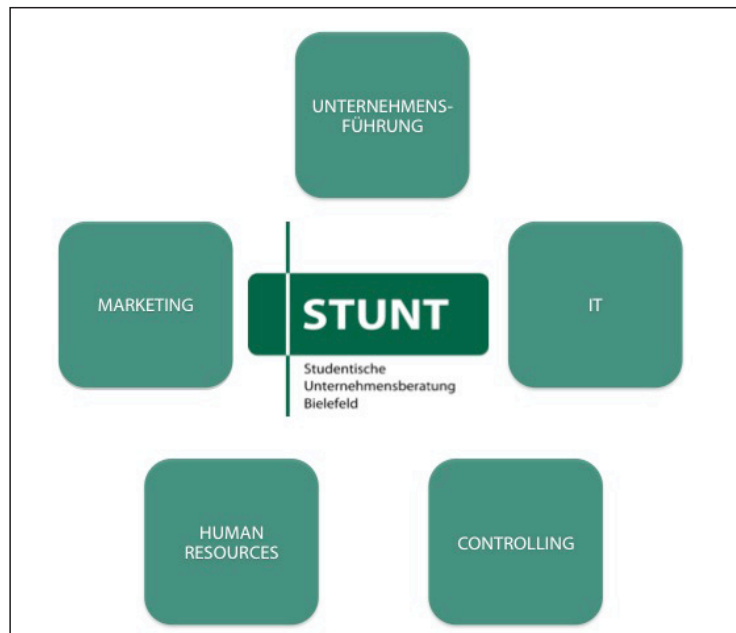 UNTERNEHMENS-
FÜHRUNG
MARKETING
STUNT
Studentische
Unternehmensberatung
Bielefeld
IT
HUMAN
RESOURCES
CONTROLLING